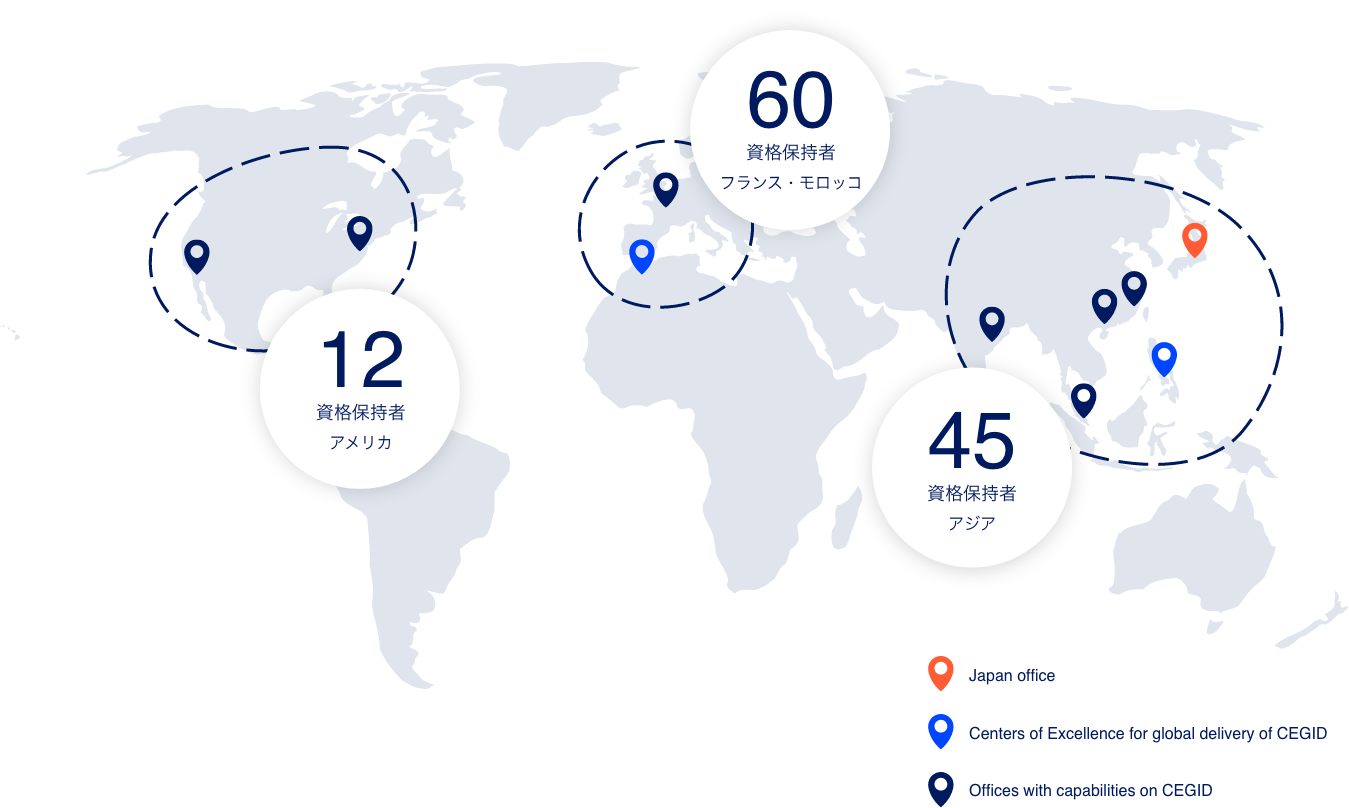 60
資格保持者
フランス・モロッコ
12
資格保持者
アメリカ
45
資格保持者
アジア
Japan office
Centers of Excellence for global delivery of CEGID
Offices with capabilities on CEGID